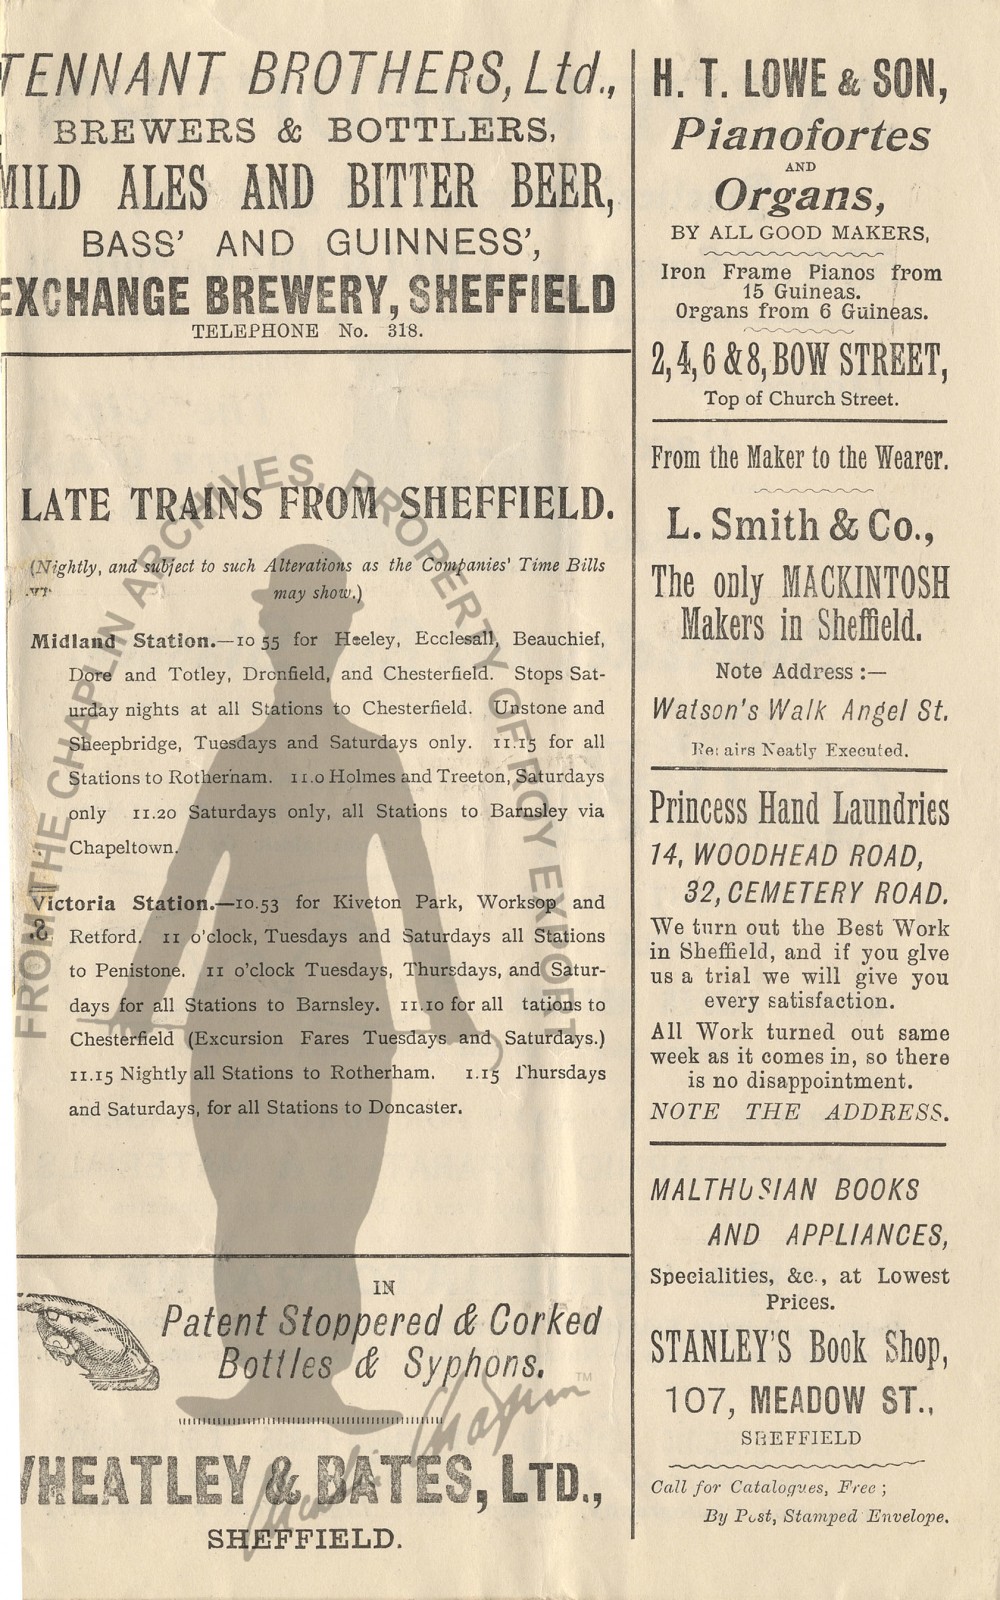 TENNANT BROTHERS, Ltd.,
BREWERS & BOTTLERS,
MILD ALES AND BITTER BEER,
BASS' AND GUINNESS',
EXCHANGE BREWERY, SHEFFIELD
TELEPHONE No. 318.
LATE TRAINS FROM SHEFFIELD.
(Nightly, and subject to such Alterations as the Companies' Time Bills
may show.)
Midland Station.—10 55 for Heeley, Ecclesall, Beauchief,
Dore and Totley, Dronfield, and Chesterfield. Stops Sat-
urday nights at all Stations to Chesterfield. Unstone and
Sheepbridge, Tuesdays and Saturdays only. 11.15 for all
Stations to Rotherham. 11.0 Holmes and Treeton, Saturdays
only 11.20 Saturdays only, all Stations to Barnsley via
Chapeltown.
Victoria Station.—10.53 for Kiveton Park, Worksop and
Retford. 11 o'clock, Tuesdays and Saturdays all Stations
to Penistone. 11 o'clock Tuesdays, Thursdays, and Satur-
days for all Stations to Barnsley. 11.10 for all tations to
Chesterfield (Excursion Fares Tuesdays and Saturdays.)
11.15 Nightly all Stations to Rotherham. 1.15 Thursdays
and Saturdays, for all Stations to Doncaster.
IN
Patent Stoppered & Corked
Bottles & Syphons.
WHEATLEY & BATES, LTD.,
SHEFFIELD.
H. T. LOWE & SON,
Pianofortes
AND
Organs,
BY ALL GOOD MAKERS,
Iron Frame Pianos from
15 Guineas.
Organs from 6 Guineas.
2, 4, 6 & 8, BOW STREET,
Top of Church Street.
From the Maker to the Wearer.
L. Smith & Co.,
The only MACKINTOSH
Makers in Sheffield.
Note Address :—
Watson's Walk Angel St.
Repairs Neatly Executed.
Princess Hand Laundries
14, WOODHEAD ROAD,
32, CEMETERY ROAD.
We turn out the Best Work
in Sheffield, and if you give
us a trial we will give you
every satisfaction.
All Work turned out same
week as it comes in, so there
is no disappointment.
NOTE THE ADDRESS.
MALTHUSIAN BOOKS
AND APPLIANCES,
Specialities, &c., at Lowest
Prices.
STANLEY'S Book Shop,
107, MEADOW ST.,
SHEFFIELD
Call for Catalogues, Free ;
By Post, Stamped Envelope.
FROM THE CHAPLIN ARCHIVES, PROPERTY OF ROY EXPORT
Charlie Chaplin
TM